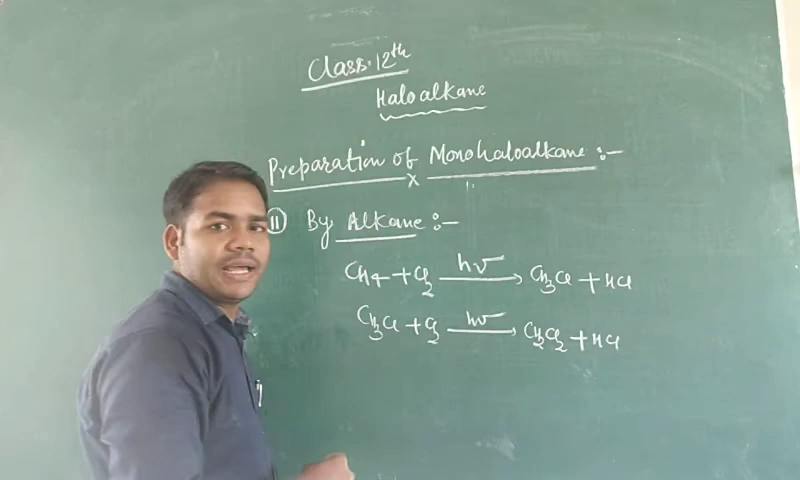 Class:12th
Haloalkane
Preparation of Monohaloalkane :-
II By Alkane :-
CH4 + Cl2 hν → CH3Cl + HCl
CH3Cl + Cl2 hν → CH2Cl2 + HCl